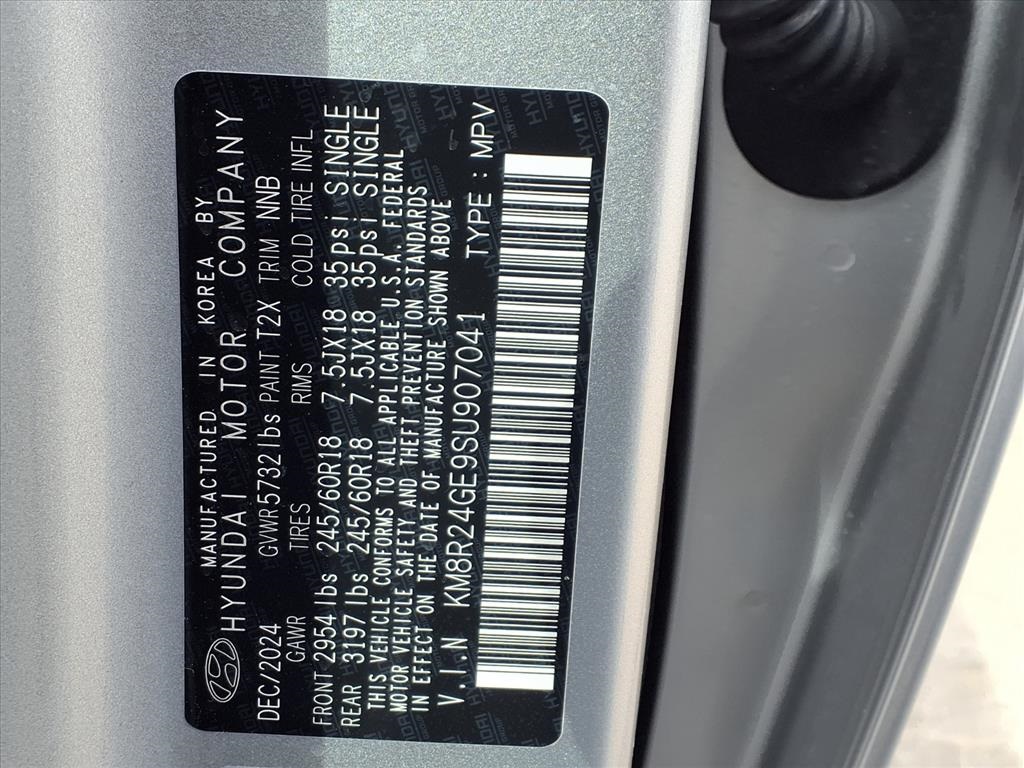 MANUFACTURED IN KOREA BY
HYUNDAI MOTOR COMPANY
DEC/2024 GVWR 5732 lbs PAINT T2X TRIM NNB
GAWR TIRES RIMS COLD TIRE INFL
FRONT 2954 lbs 245/60R18 7.5JX18 35psi SINGLE
REAR 3197 lbs 245/60R18 7.5JX18 35psi SINGLE
THIS VEHICLE CONFORMS TO ALL APPLICABLE U.S.A. FEDERAL
MOTOR VEHICLE SAFETY AND THEFT PREVENTION STANDARDS
IN EFFECT ON THE DATE OF MANUFACTURE SHOWN ABOVE
V.I.N KM8R24GE9SU907041 TYPE : MPV